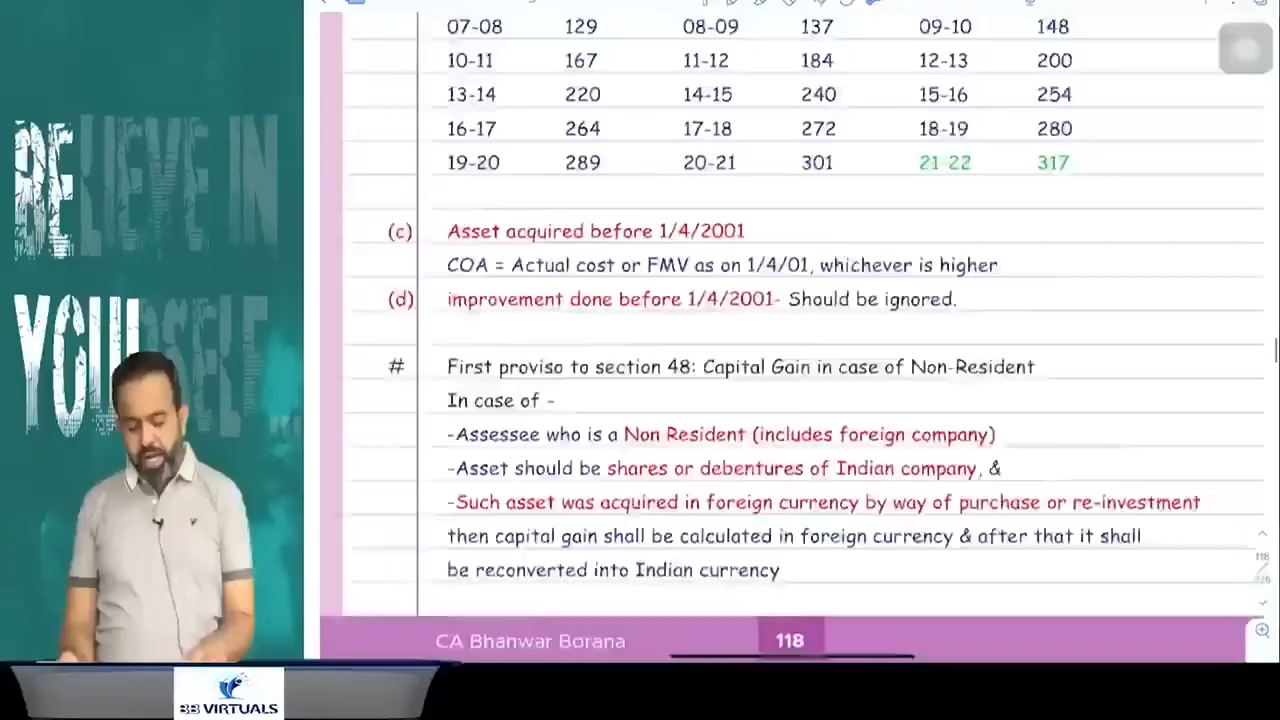 BELIEVE IN
YOURSELF
07-08 129 08-09 137 09-10 148
10-11 167 11-12 184 12-13 200
13-14 220 14-15 240 15-16 254
16-17 264 17-18 272 18-19 280
19-20 289 20-21 301 21-22 317
(c) Asset acquired before 1/4/2001
COA = Actual cost or FMV as on 1/4/01, whichever is higher
(d) improvement done before 1/4/2001- Should be ignored.
# First proviso to section 48: Capital Gain in case of Non-Resident
In case of -
-Assessee who is a Non Resident (includes foreign company)
-Asset should be shares or debentures of Indian company, &
-Such asset was acquired in foreign currency by way of purchase or re-investment
then capital gain shall be calculated in foreign currency & after that it shall
be reconverted into Indian currency
118
CA Bhanwar Borana 118
BB VIRTUALS